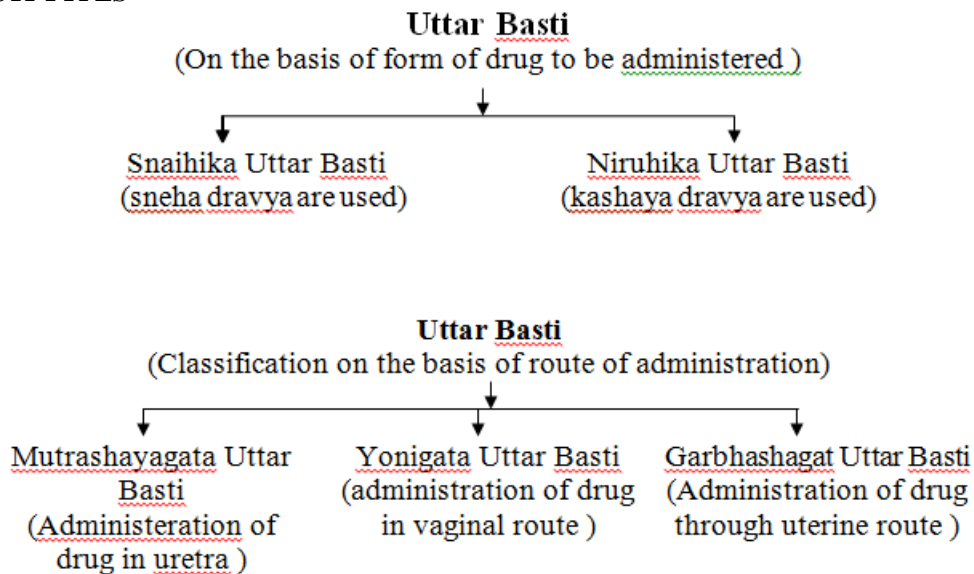 Uttar Basti
(On the basis of form of drug to be administered )
Snaihika Uttar Basti
(sneha dravya are used)
Niruhika Uttar Basti
(kashaya dravya are used)
Uttar Basti
(Classification on the basis of route of administration)
Mutrashayagata Uttar
Basti
(Administeration of
drug in uretra )
Yonigata Uttar Basti
(administration of drug
in vaginal route )
Garbhashagat Uttar Basti
(Administration of drug
through uterine route )